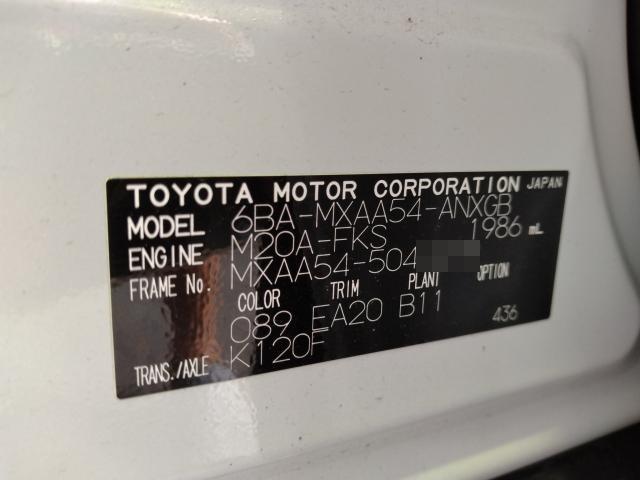 TOYOTA MOTOR CORPORATION JAPAN
MODEL 6BA-MXAA54-ANXGB
ENGINE M20A-FKS 1986 mL
FRAME No. MXAA54-504
COLOR TRIM PLANT OPTION
089 EA20 B11 436
TRANS./AXLE K120F